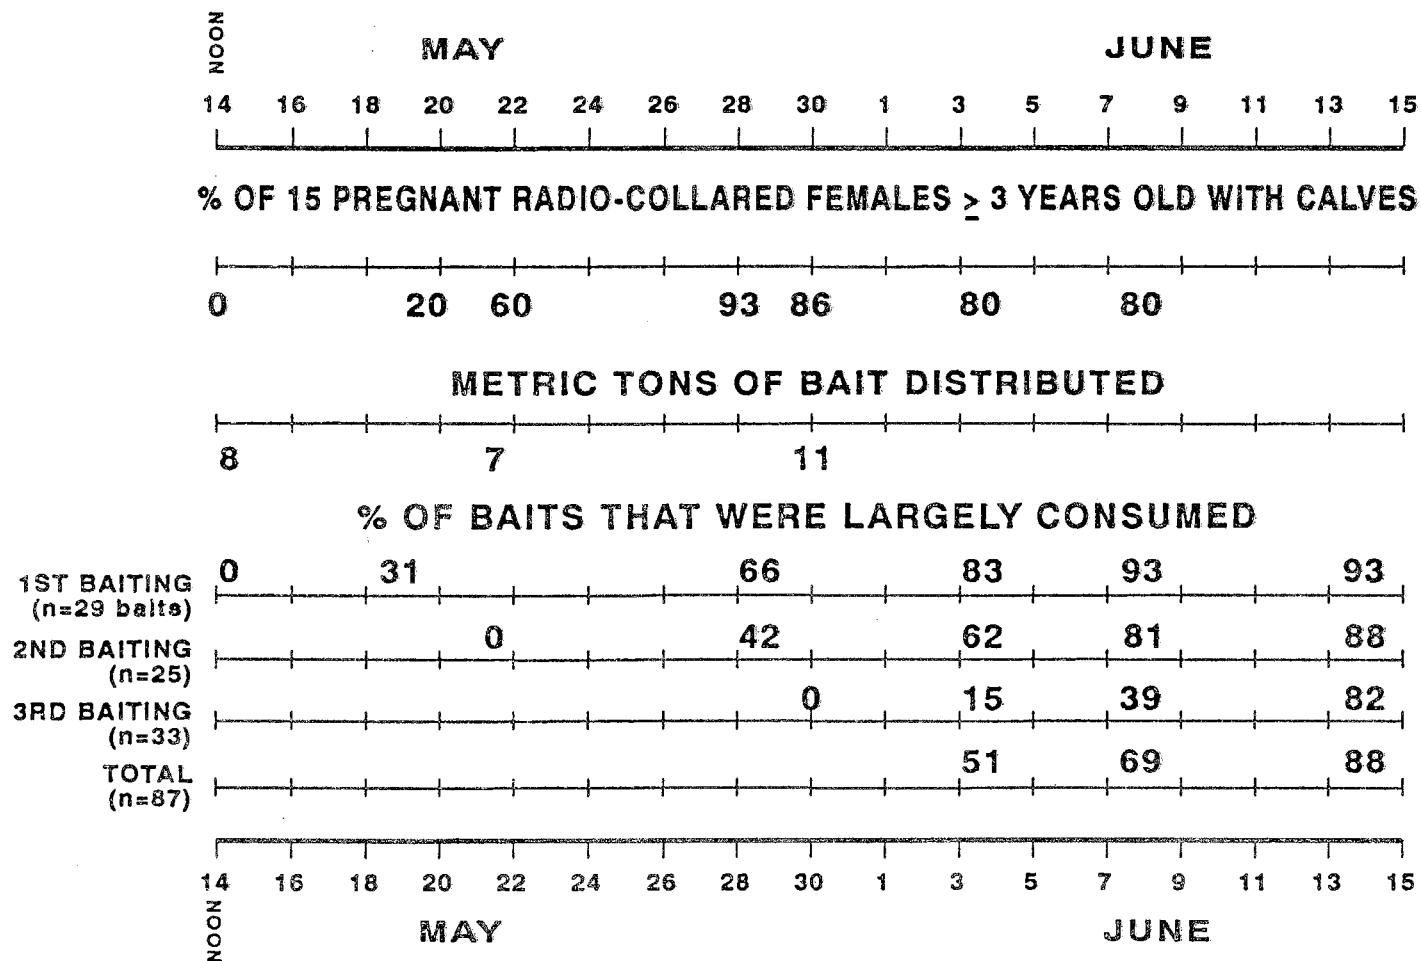 NOON
MAY JUNE
14 16 18 20 22 24 26 28 30 1 3 5 7 9 11 13 15
% OF 15 PREGNANT RADIO-COLLARED FEMALES ≥ 3 YEARS OLD WITH CALVES
0 20 60 93 86 80 80
METRIC TONS OF BAIT DISTRIBUTED
8 7 11
% OF BAITS THAT WERE LARGELY CONSUMED
1ST BAITING 0 31 66 83 93 93
(n=29 baits)
2ND BAITING 0 42 62 81 88
(n=25)
3RD BAITING 0 15 39 82
(n=33)
TOTAL 51 69 88
(n=87)
14 16 18 20 22 24 26 28 30 1 3 5 7 9 11 13 15
NOON
MAY JUNE